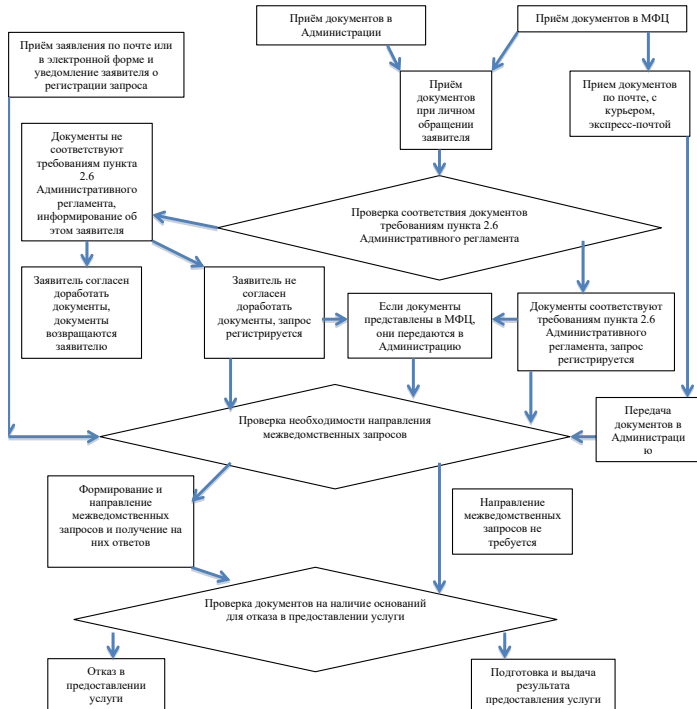 Приём документов в
Администрации
Приём документов в МФЦ
Приём заявления по почте или
в электронной форме и
уведомление заявителя о
регистрации запроса
Приём
документов
при личном
обращении
заявителя
Прием документов
по почте, с
курьером,
экспресс-почтой
Документы не
соответствуют
требованиям пункта
2.6
Административного
регламента,
информирование об
этом заявителя
Проверка соответствия документов
требованиям пункта 2.6
Административного регламента
Заявитель согласен
доработать
документы,
документы
возвращаются
заявителю
Заявитель не
согласен
доработать
документы, запрос
регистрируется
Если документы
представлены в МФЦ,
они передаются в
Администрацию
Документы соответствуют
требованиям пункта 2.6
Административного
регламента, запрос
регистрируется
Проверка необходимости направления
межведомственных запросов
Передача
документов в
Администраци
ю
Формирование и
направление
межведомственных
запросов и получение на
них ответов
Направление
межведомственных
запросов не
требуется
Проверка документов на наличие оснований
для отказа в предоставлении услуги
Отказ в
предоставлении
услуги
Подготовка и выдача
результата
предоставления услуги